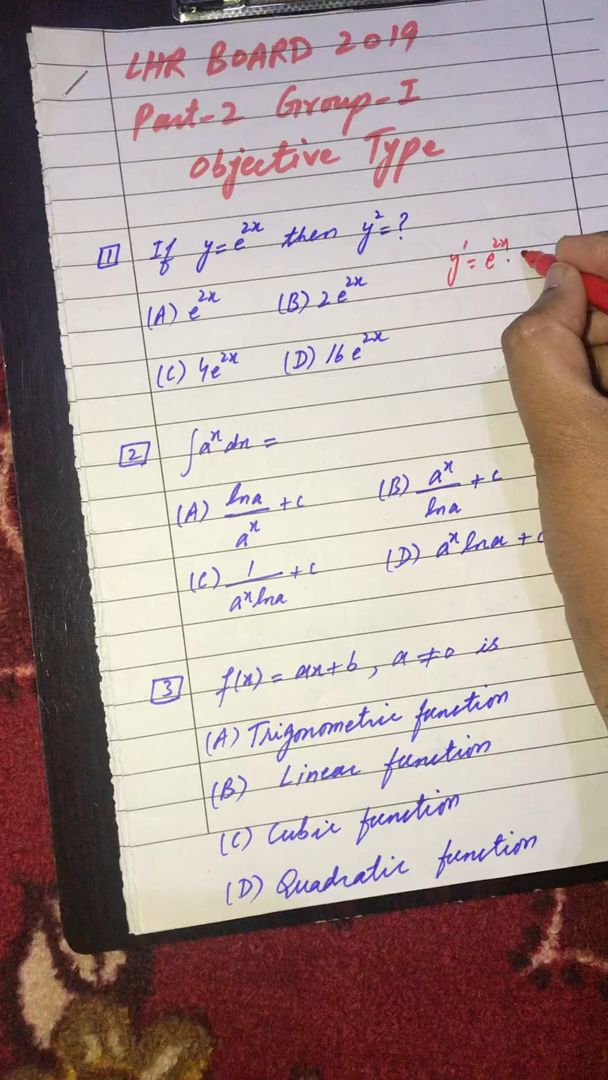 LHR BOARD 2019
Part-2 Group-I
Objective Type
1 If y=e^2x then y^2=?
y'=e^2x.
(A) e^2x (B) 2e^2x
(C) 4e^2x (D) 16e^2x
2 ∫a^x dx =
(A) lna/a^x +c (B) a^x/lna +c
(C) 1/a^x lna +c (D) a^x lna +c
3 f(x) = ax+b, a≠0 is
(A) Trigonometric function
(B) Linear function
(C) Cubic function
(D) Quadratic function